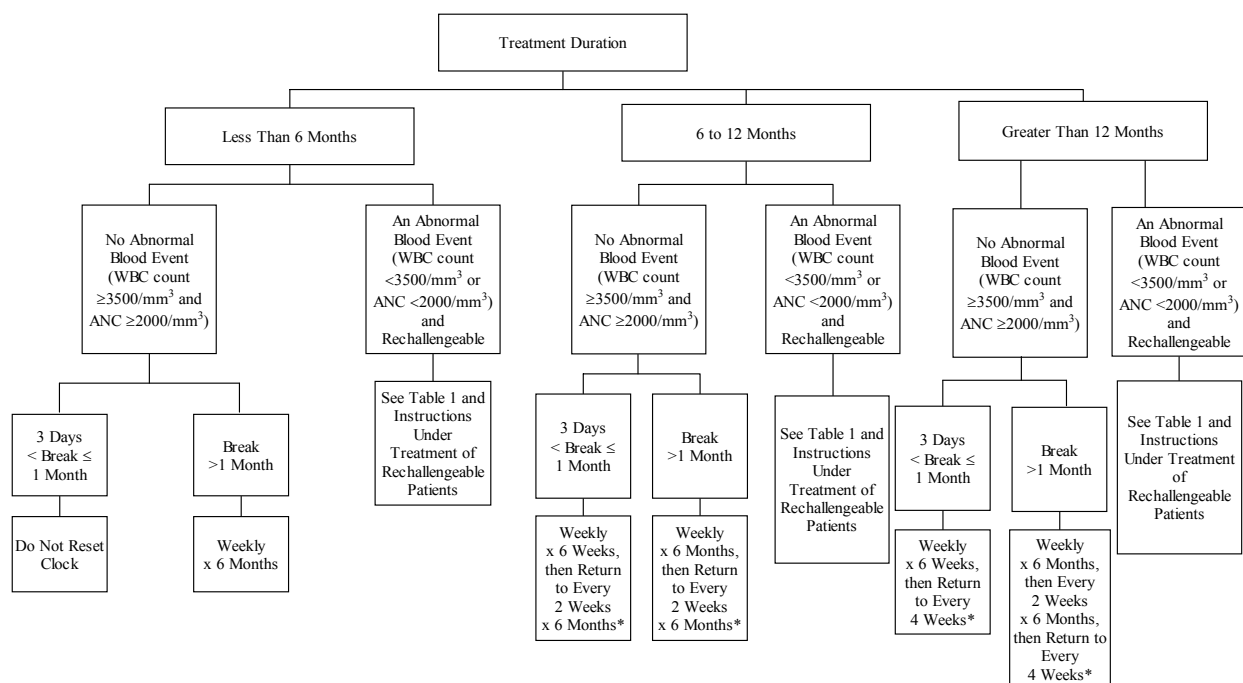 Treatment Duration
Less Than 6 Months
6 to 12 Months
Greater Than 12 Months
No Abnormal
Blood Event
(WBC count
≥3500/mm³ and
ANC ≥2000/mm³)
An Abnormal
Blood Event
(WBC count
<3500/mm³ or
ANC <2000/mm³)
and
Rechallengeable
No Abnormal
Blood Event
(WBC count
≥3500/mm³ and
ANC ≥2000/mm³)
An Abnormal
Blood Event
(WBC count
<3500/mm³ or
ANC <2000/mm³)
and
Rechallengeable
No Abnormal
Blood Event
(WBC count
≥3500/mm³ and
ANC ≥2000/mm³)
An Abnormal
Blood Event
(WBC count
<3500/mm³ or
ANC <2000/mm³)
and
Rechallengeable
3 Days
< Break ≤
1 Month
Break
>1 Month
See Table 1 and
Instructions
Under
Treatment of
Rechallengeable
Patients
3 Days
< Break ≤
1 Month
Break
>1 Month
See Table 1 and
Instructions
Under
Treatment of
Rechallengeable
Patients
3 Days
< Break ≤
1 Month
Break
>1 Month
See Table 1 and
Instructions
Under Treatment
of
Rechallengeable
Patients
Do Not Reset
Clock
Weekly
x 6 Months
Weekly
x 6 Weeks,
then Return
to Every
2 Weeks
x 6 Months*
Weekly
x 6 Months,
then Return
to Every
2 Weeks
x 6 Months*
Weekly
x 6 Weeks,
then Return
to Every
4 Weeks*
Weekly
x 6 Months,
then Every
2 Weeks
x 6 Months,
then Return to
Every
4 Weeks*